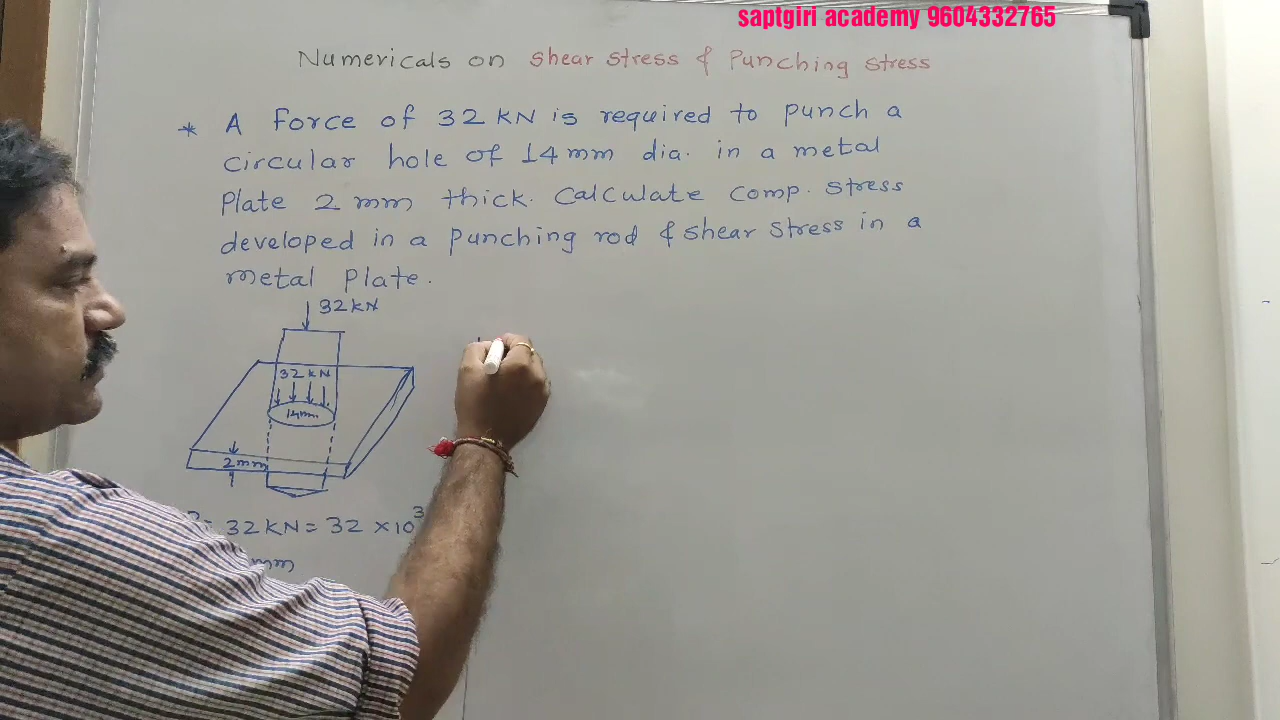 saptgiri academy 9604332765
Numericals on Shear Stress & Punching Stress
* A force of 32 KN is required to punch a
circular hole of 14 mm dia. in a metal
Plate 2 mm thick. Calculate comp. stress
developed in a Punching rod & shear stress in a
metal Plate.
32 KN
32 KN
14mm
2mm
= 32 KN = 32 ×10³
mm